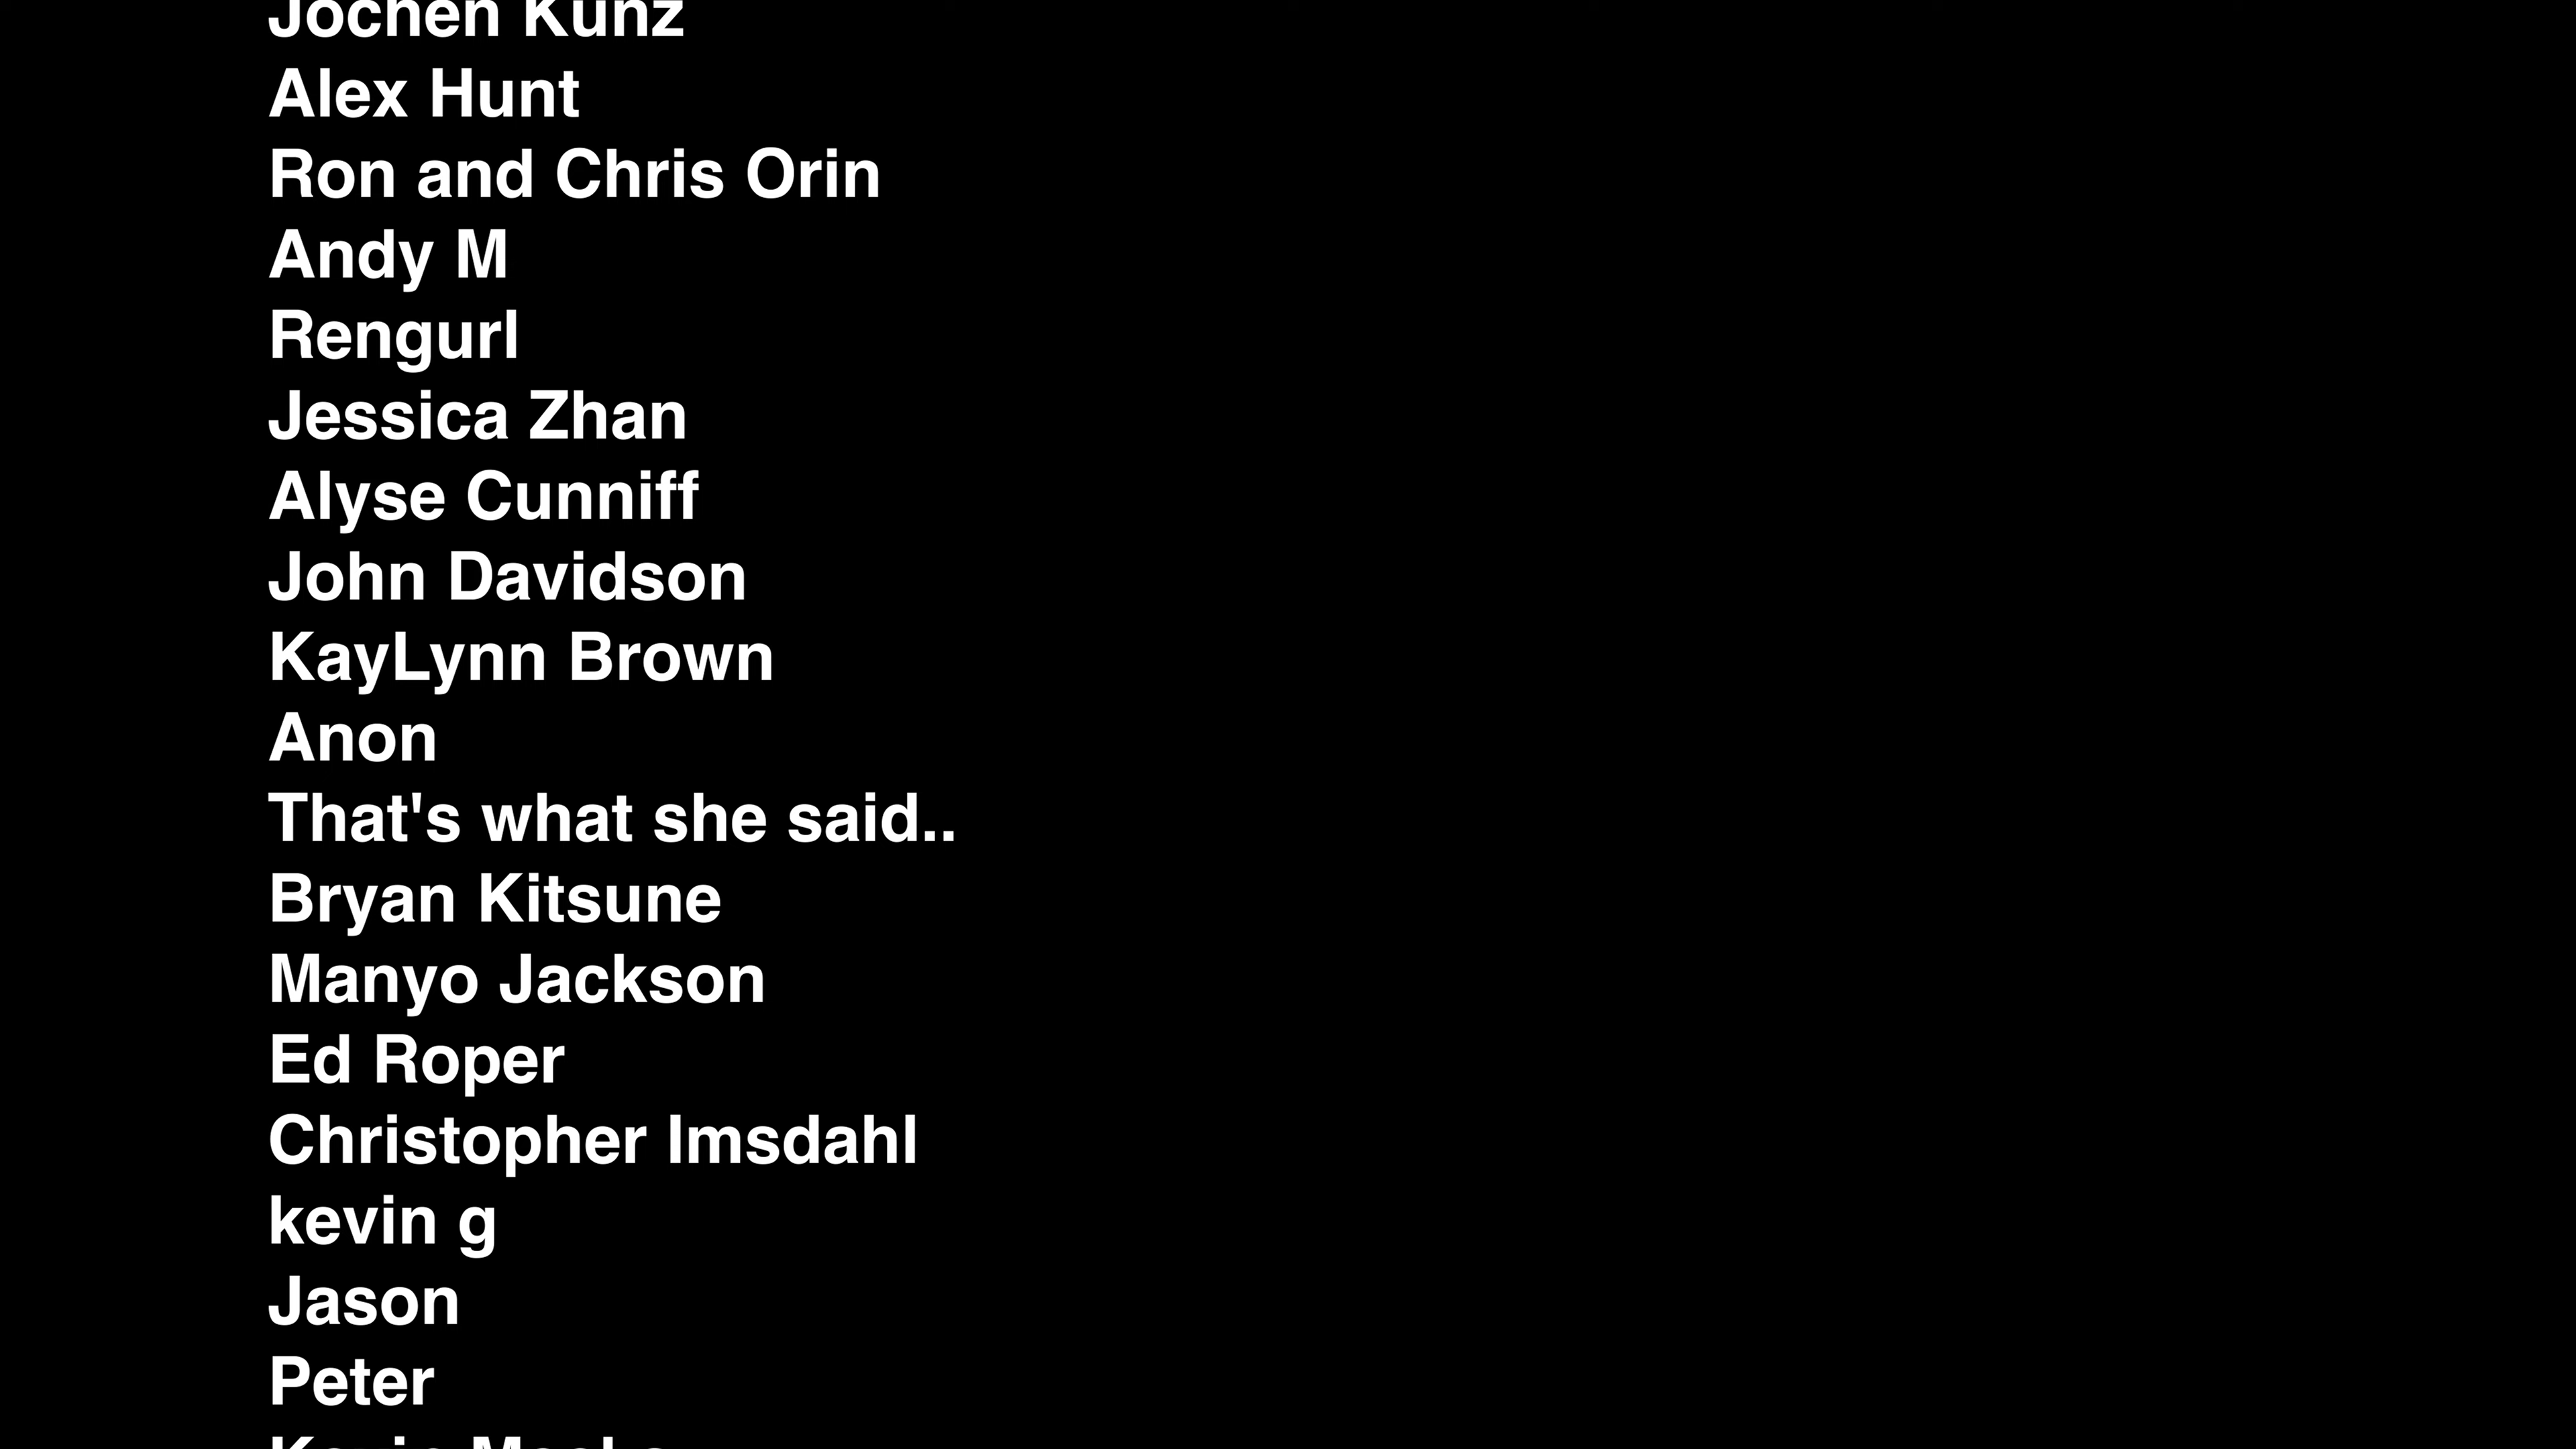 Jochen Kunz
Alex Hunt
Ron and Chris Orin
Andy M
Rengurl
Jessica Zhan
Alyse Cunniff
John Davidson
KayLynn Brown
Anon
That's what she said..
Bryan Kitsune
Manyo Jackson
Ed Roper
Christopher Imsdahl
kevin g
Jason
Peter